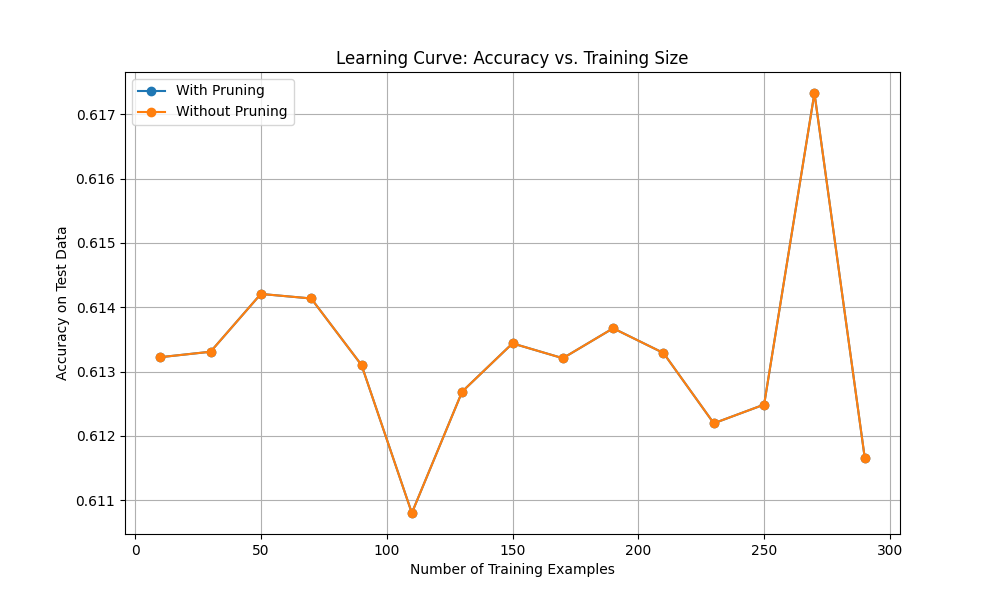 Learning Curve: Accuracy vs. Training Size
With Pruning
Without Pruning
Accuracy on Test Data
0.617
0.616
0.615
0.614
0.613
0.612
0.611
0 50 100 150 200 250 300
Number of Training Examples